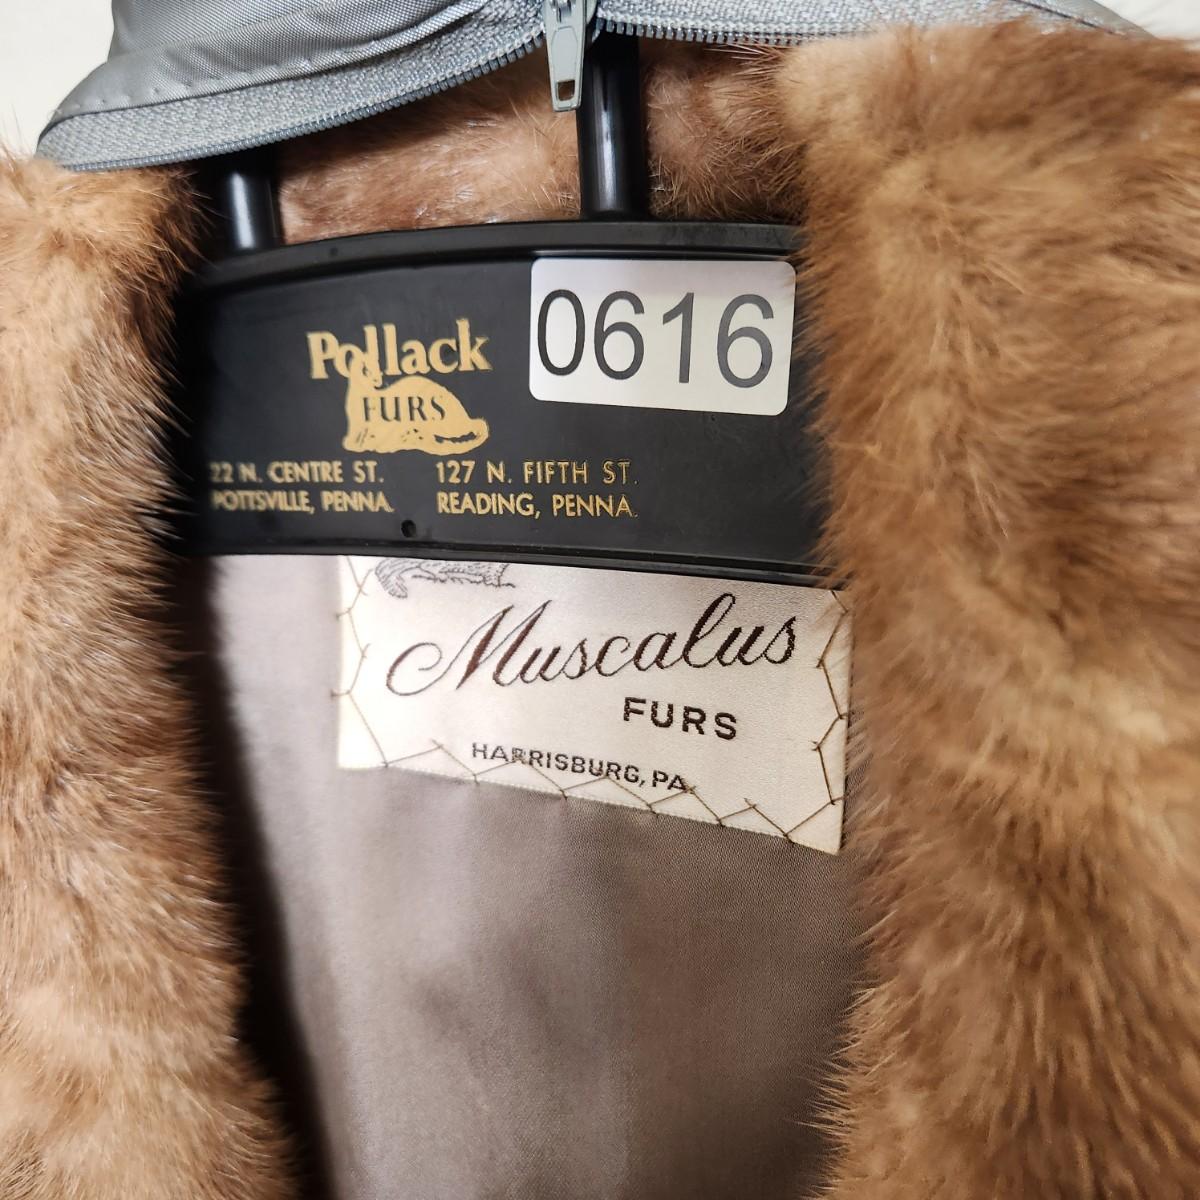 Pollack
FURS
0616
22 N. CENTRE ST.
POTTSVILLE, PENNA.
127 N. FIFTH ST.
READING, PENNA.
Muscalus
FURS
HARRISBURG, PA.